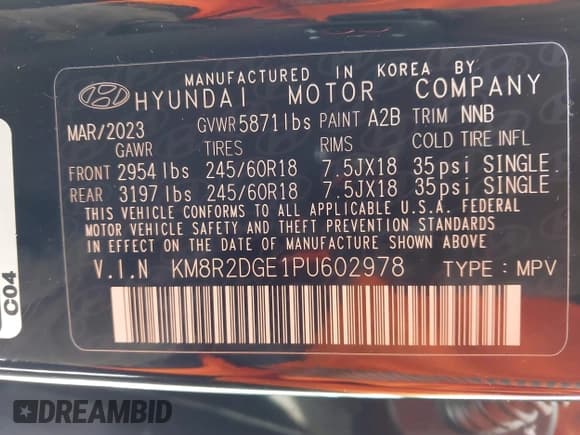 MANUFACTURED IN KOREA BY
HYUNDAI MOTOR COMPANY
MAR/2023 GVWR 5871lbs PAINT A2B TRIM NNB
GAWR TIRES RIMS COLD TIRE INFL
FRONT 2954 lbs 245/60R18 7.5JX18 35psi SINGLE
REAR 3197 lbs 245/60R18 7.5JX18 35psi SINGLE
THIS VEHICLE CONFORMS TO ALL APPLICABLE U.S.A. FEDERAL
MOTOR VEHICLE SAFETY AND THEFT PREVENTION STANDARDS
IN EFFECT ON THE DATE OF MANUFACTURE SHOWN ABOVE.
V.I.N KM8R2DGE1PU602978 TYPE : MPV
C04
DREAMBID